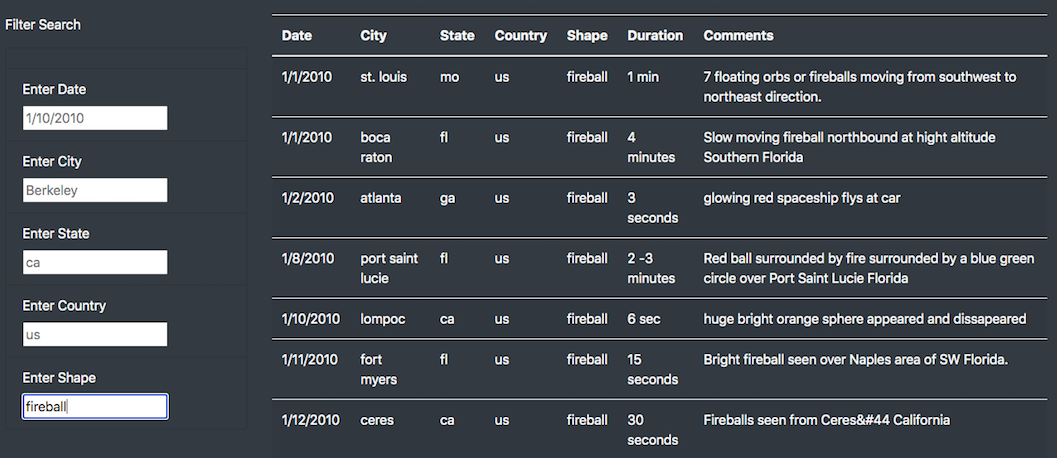 Filter Search
Enter Date
1/10/2010
Enter City
Berkeley
Enter State
ca
Enter Country
us
Enter Shape
fireball
Date City State Country Shape Duration Comments
1/1/2010 st. louis mo us fireball 1 min 7 floating orbs or fireballs moving from southwest to
northeast direction.
1/1/2010 boca fl us fireball 4 Slow moving fireball northbound at hight altitude
raton minutes Southern Florida
1/2/2010 atlanta ga us fireball 3 glowing red spaceship flys at car
seconds
1/8/2010 port saint fl us fireball 2 -3 Red ball surrounded by fire surrounded by a blue green
lucie minutes circle over Port Saint Lucie Florida
1/10/2010 lompoc ca us fireball 6 sec huge bright orange sphere appeared and dissapeared
1/11/2010 fort fl us fireball 15 Bright fireball seen over Naples area of SW Florida.
myers seconds
1/12/2010 ceres ca us fireball 30 Fireballs seen from Ceres&#44 California
seconds